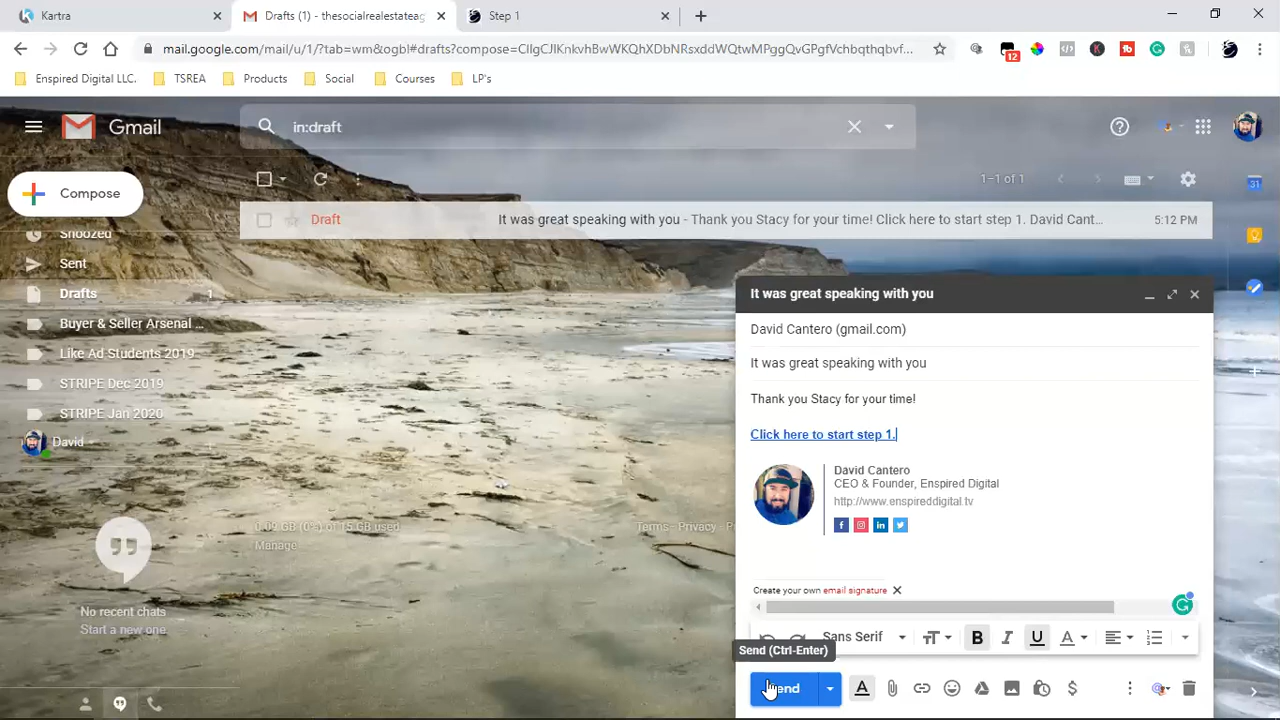 Kartra
Drafts (1) - thesocialrealestateag
Step 1
mail.google.com/mail/u/1/?tab=wm&ogbl#drafts?compose=CllgCJlKnkvhBwWKQhXDbNRsxddWQtwMPggQvGPgfVchbqthqbvf...
12
Enspired Digital LLC.
TSREA
Products
Social
Courses
LP's
Gmail
in:draft
Compose
1–1 of 1
Draft
It was great speaking with you - Thank you Stacy for your time! Click here to start step 1. David Cant...
5:12 PM
Snoozed
Sent
Drafts
1
Buyer & Seller Arsenal ...
Like Ad Students 2019
STRIPE Dec 2019
STRIPE Jan 2020
David
It was great speaking with you
David Cantero (gmail.com)
It was great speaking with you
Thank you Stacy for your time!
Click here to start step 1.
David Cantero
CEO & Founder, Enspired Digital
http://www.enspireddigital.tv
0.09 GB (0%) of 15 GB used
Manage
Terms - Privacy -
No recent chats
Start a new one
Create your own email signature
Sans Serif
B
I
U
A
Send (Ctrl-Enter)
31